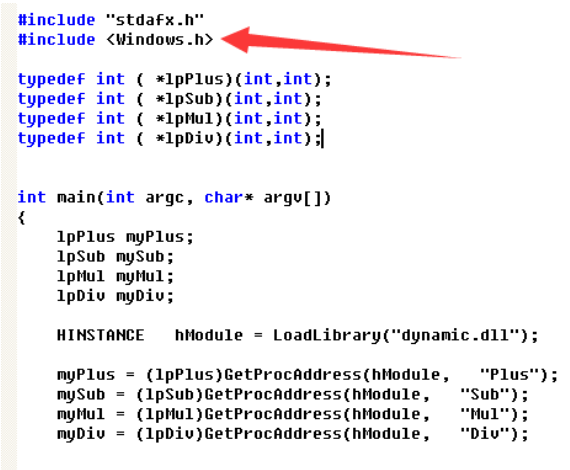 #include "stdafx.h"
#include <Windows.h>
typedef int ( *lpPlus)(int,int);
typedef int ( *lpSub)(int,int);
typedef int ( *lpMul)(int,int);
typedef int ( *lpDiv)(int,int);
int main(int argc, char* argv[])
{
    lpPlus myPlus;
    lpSub mySub;
    lpMul myMul;
    lpDiv myDiv;
    HINSTANCE   hModule = LoadLibrary("dynamic.dll");
    myPlus = (lpPlus)GetProcAddress(hModule,   "Plus");
    mySub = (lpSub)GetProcAddress(hModule,   "Sub");
    myMul = (lpMul)GetProcAddress(hModule,   "Mul");
    myDiv = (lpDiv)GetProcAddress(hModule,   "Div");